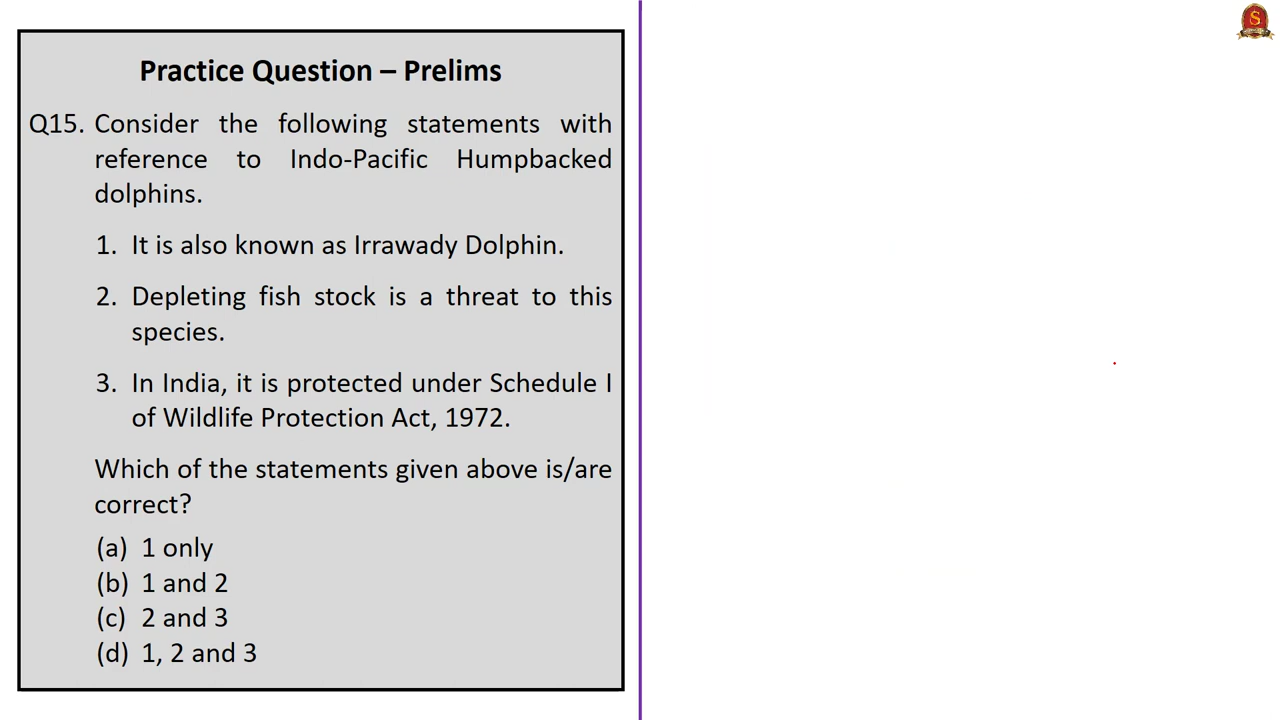 Practice Question – Prelims
Q15. Consider the following statements with
reference to Indo-Pacific Humpbacked
dolphins.
1. It is also known as Irrawady Dolphin.
2. Depleting fish stock is a threat to this
species.
3. In India, it is protected under Schedule I
of Wildlife Protection Act, 1972.
Which of the statements given above is/are
correct?
(a) 1 only
(b) 1 and 2
(c) 2 and 3
(d) 1, 2 and 3
S